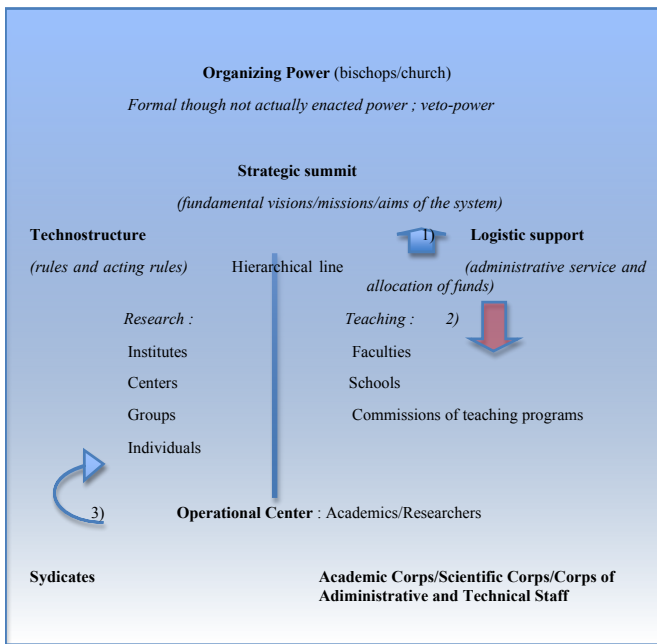 Organizing Power (bischops/church)
Formal though not actually enacted power ; veto-power
Strategic summit
(fundamental visions/missions/aims of the system)
Technostructure 1) Logistic support
(rules and acting rules) Hierarchical line (administrative service and
allocation of funds)
Research : Teaching : 2)
Institutes Faculties
Centers Schools
Groups Commissions of teaching programs
Individuals
3) Operational Center : Academics/Researchers
Sydicates Academic Corps/Scientific Corps/Corps of
Adiministrative and Technical Staff